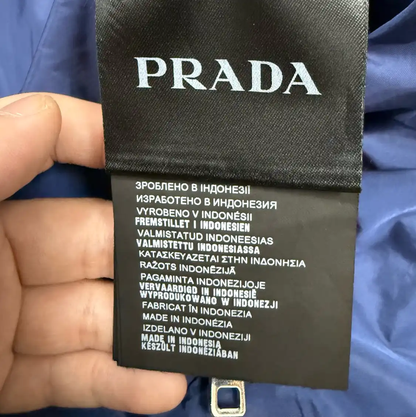 PRADA
ЗРОБЛЕНО В ІНДОНЕЗІЇ
ИЗРАБОТЕНО В ИНДОНЕЗИЯ
VYROBENO V INDONÉSII
FREMSTILLET I INDONESIEN
VALMISTATUD INDONEESIAS
VALMISTETTU INDONESIASSA
ΚΑΤΑΣΚΕΥΑΖΕΤΑΙ ΣΤΗΝ ΙΝΔΟΝΗΣΙΑ
RAŽOTS INDONĒZIJĀ
PAGAMINTA INDONEZIJOJE
VERVAARDIGD IN INDONESIË
WYPRODUKOWANO W INDONEZJI
FABRICAT ÎN INDONEZIA
MADE IN INDONÉZIA
IZDELANO V INDONEZIJI
MADE IN INDONESIA
KÉSZÜLT INDONÉZIÁBAN